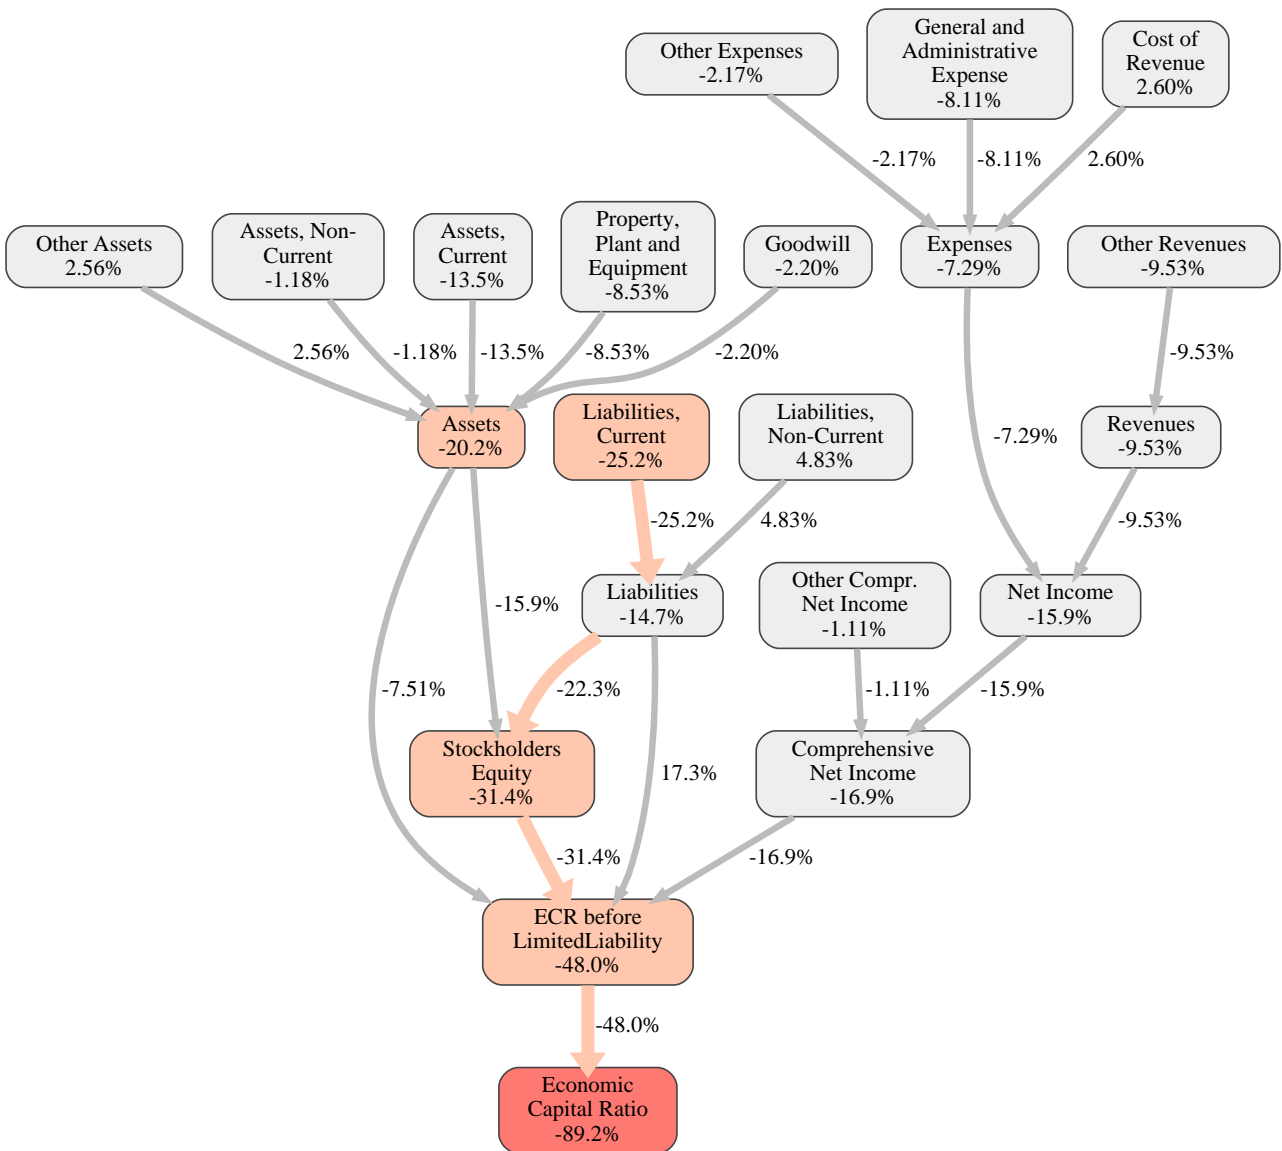 Other Expenses
-2.17%
General and
Administrative
Expense
-8.11%
Cost of
Revenue
2.60%
-2.17%
-8.11%
2.60%
Other Assets
2.56%
Assets, Non-
Current
-1.18%
Assets,
Current
-13.5%
Property,
Plant and
Equipment
-8.53%
Goodwill
-2.20%
Expenses
-7.29%
Other Revenues
-9.53%
2.56%
-1.18%
-13.5%
-8.53%
-2.20%
-9.53%
Assets
-20.2%
Liabilities,
Current
-25.2%
Liabilities,
Non-Current
4.83%
-7.29%
Revenues
-9.53%
-25.2%
4.83%
-9.53%
-15.9%
Liabilities
-14.7%
Other Compr.
Net Income
-1.11%
Net Income
-15.9%
-7.51%
-22.3%
-1.11%
-15.9%
Stockholders
Equity
-31.4%
17.3%
Comprehensive
Net Income
-16.9%
-31.4%
-16.9%
ECR before
LimitedLiability
-48.0%
-48.0%
Economic
Capital Ratio
-89.2%